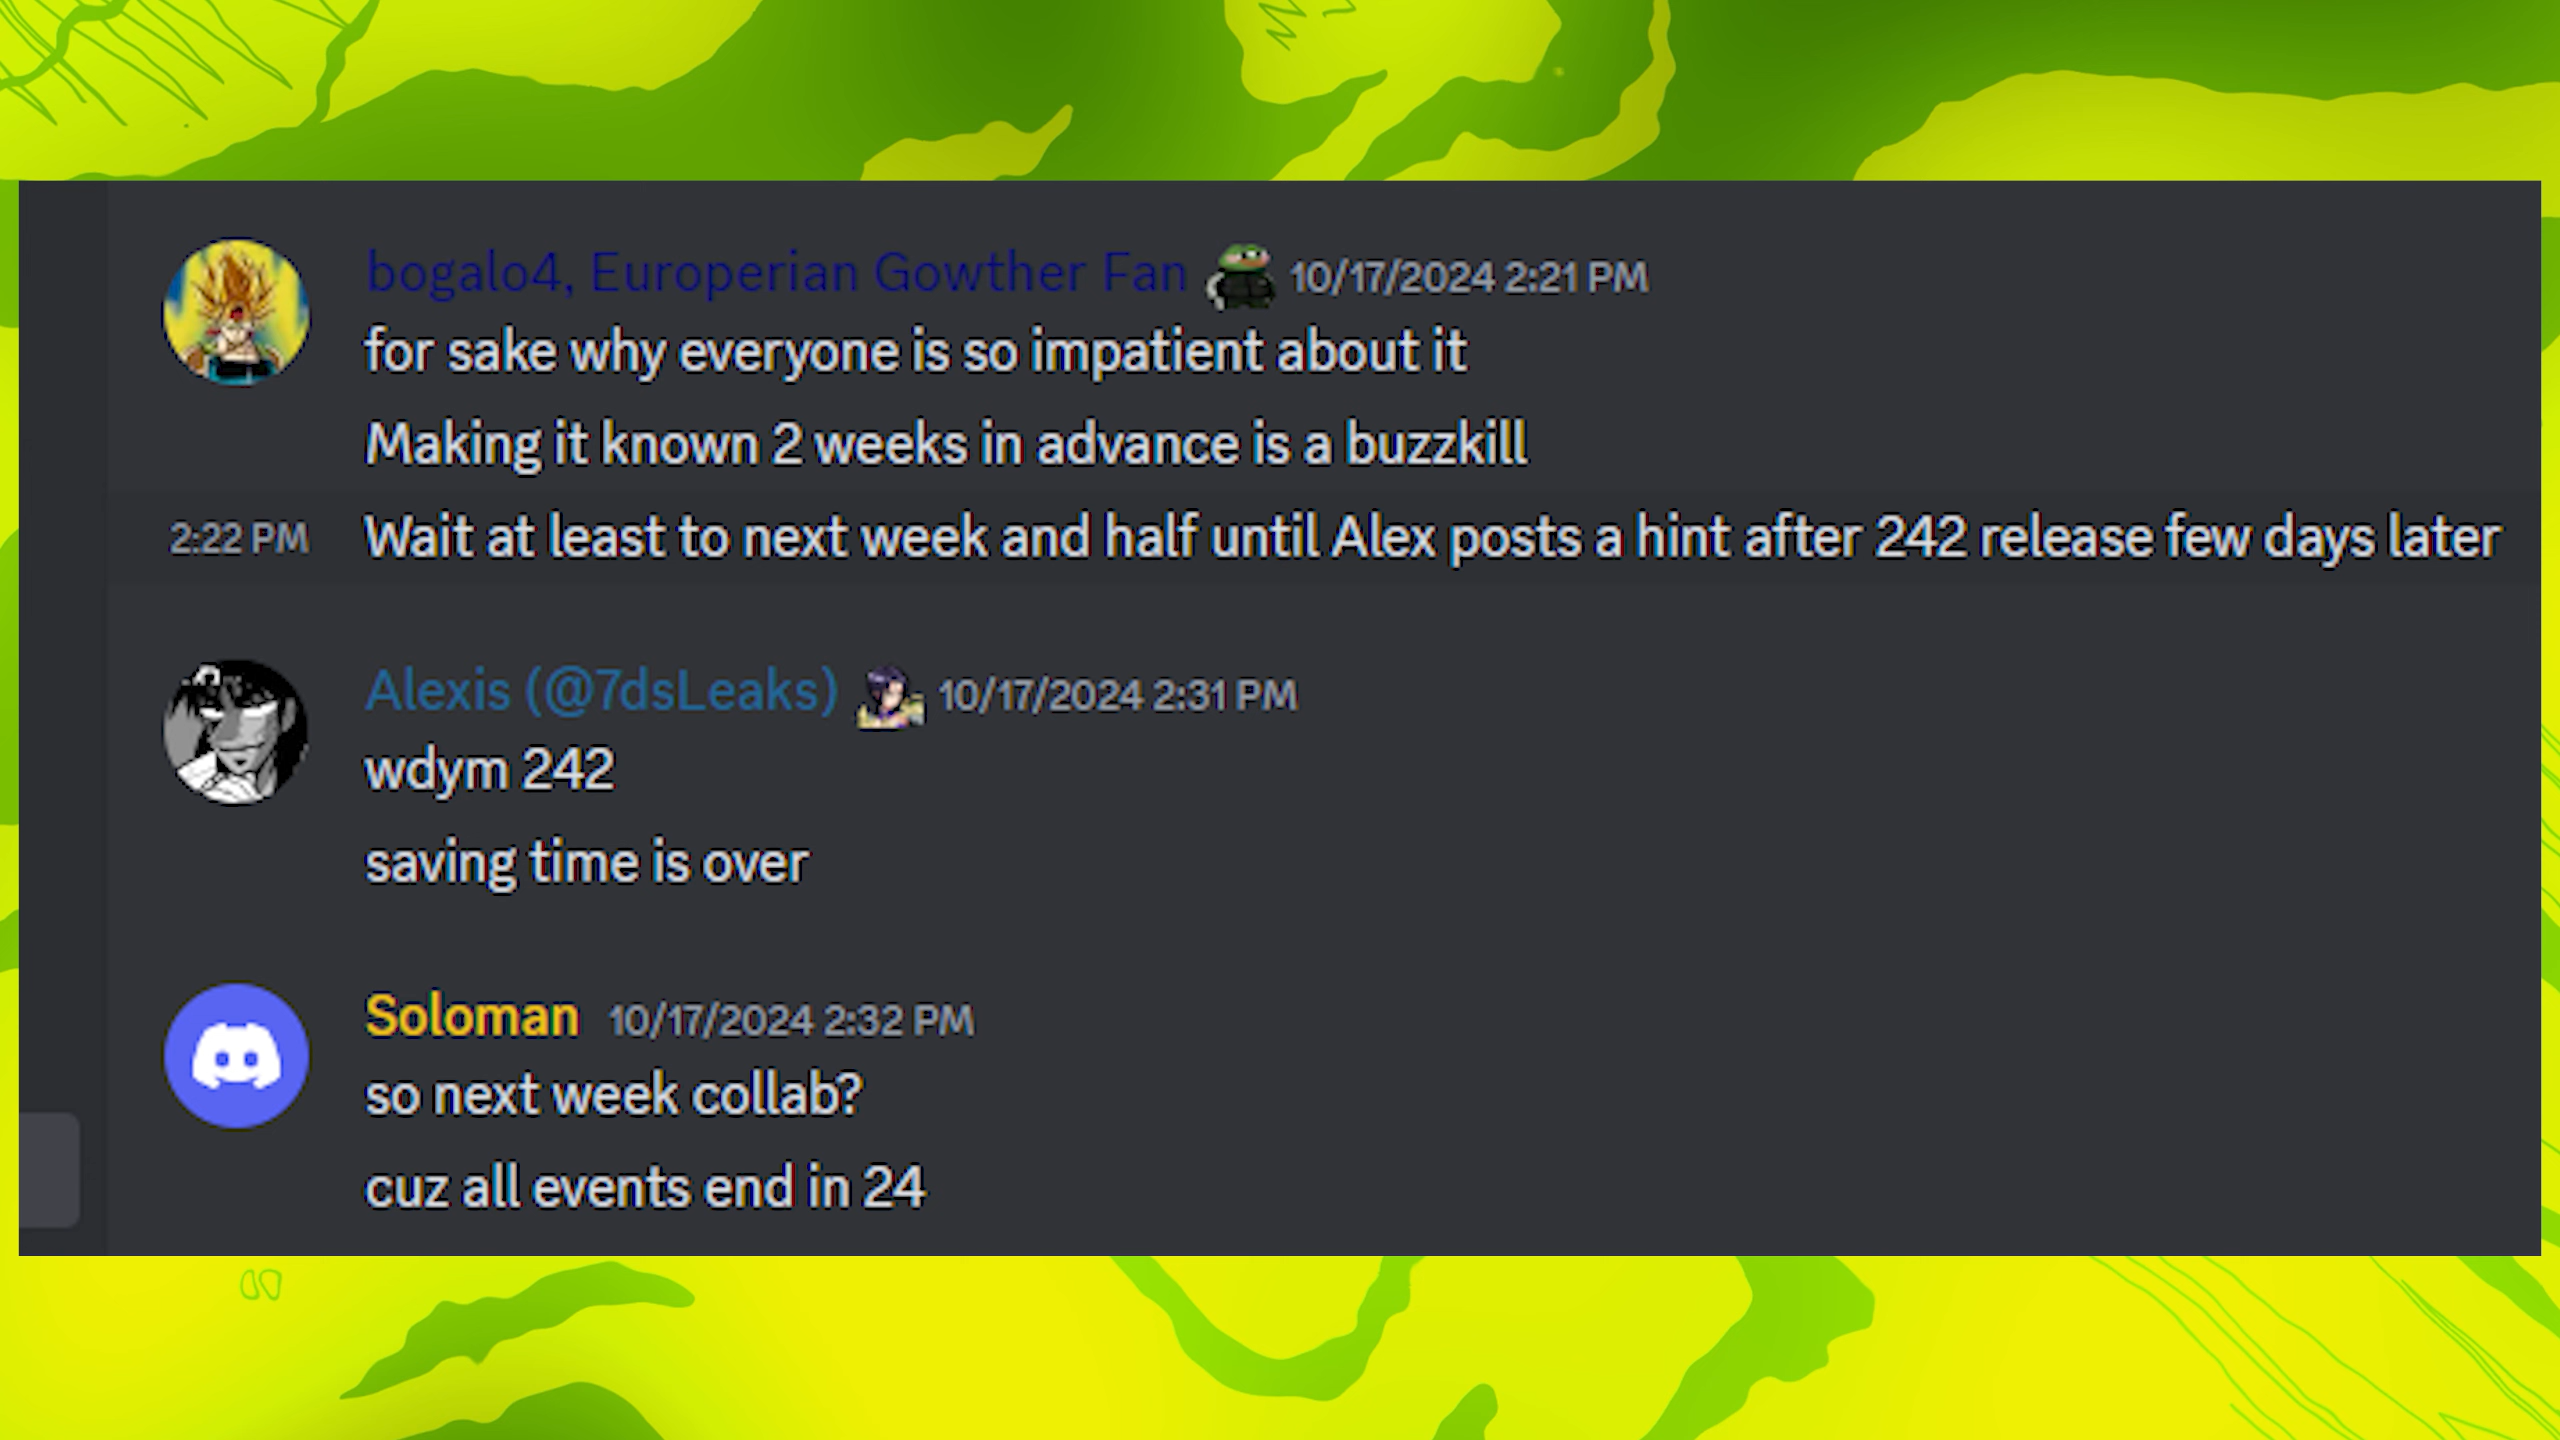 bogalo4, Europerian Gowther Fan 10/17/2024 2:21 PM
for sake why everyone is so impatient about it
Making it known 2 weeks in advance is a buzzkill
2:22 PM Wait at least to next week and half until Alex posts a hint after 242 release few days later
Alexis (@7dsLeaks) 10/17/2024 2:31 PM
wdym 242
saving time is over
Soloman 10/17/2024 2:32 PM
so next week collab?
cuz all events end in 24